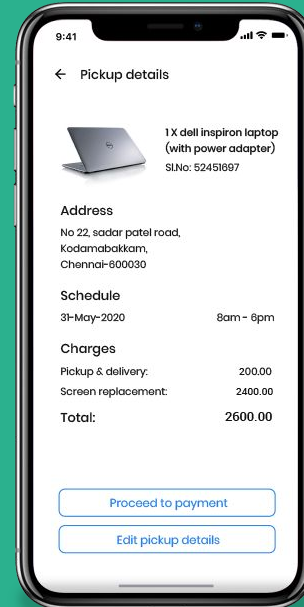 9:41
← Pickup details
1 X dell inspiron laptop
(with power adapter)
Sl.No: 52451697
Address
No 22, sadar patel road,
Kodamabakkam,
Chennai-600030
Schedule
31-May-2020 8am - 6pm
Charges
Pickup & delivery: 200.00
Screen replacement: 2400.00
Total: 2600.00
Proceed to payment
Edit pickup details